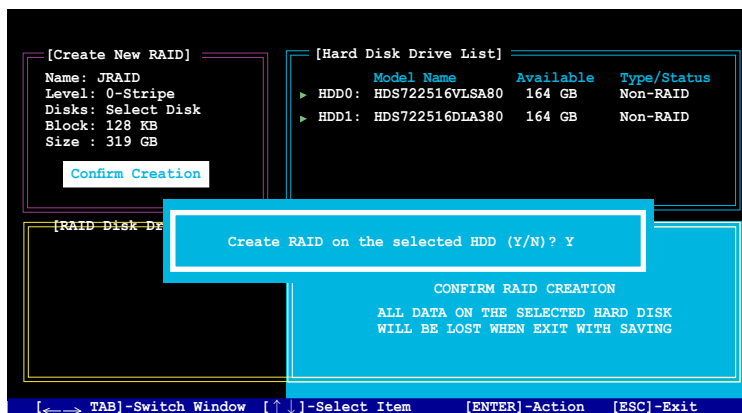 [Create New RAID]
Name: JRAID
Level: 0-Stripe
Disks: Select Disk
Block: 128 KB
Size : 319 GB
Confirm Creation
[Hard Disk Drive List]
Model Name Available Type/Status
HDD0: HDS722516VLSA80 164 GB Non-RAID
HDD1: HDS722516DLA380 164 GB Non-RAID
[RAID Disk Dr
Create RAID on the selected HDD (Y/N)? Y
CONFIRM RAID CREATION
ALL DATA ON THE SELECTED HARD DISK
WILL BE LOST WHEN EXIT WITH SAVING
[←→ TAB]-Switch Window [↑↓]-Select Item [ENTER]-Action [ESC]-Exit